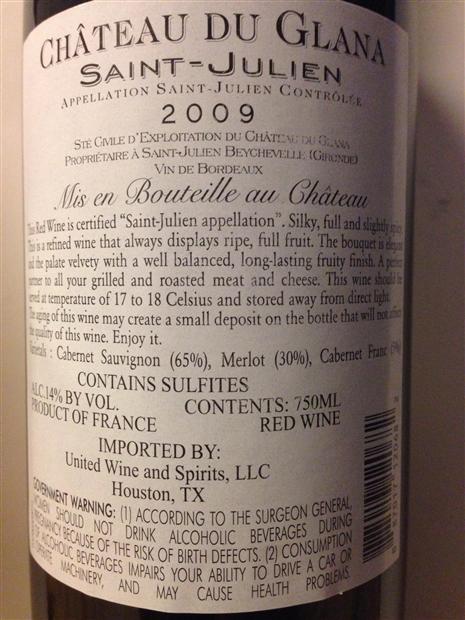 CHÂTEAU DU GLANA
SAINT-JULIEN
APPELLATION SAINT-JULIEN CONTRÔLÉE
2009
STÉ CIVILE D'EXPLOITATION DU CHÂTEAU DU GLANA
PROPRIÉTAIRE À SAINT-JULIEN BEYCHEVELLE (GIRONDE)
VIN DE BORDEAUX
Mis en Bouteille au Château
This Red Wine is certified "Saint-Julien appellation". Silky, full and slightly spicy.
This is a refined wine that always displays ripe, full fruit. The bouquet is elegant
and the palate velvety with a well balanced, long-lasting fruity finish. A perfect
partner to all your grilled and roasted meat and cheese. This wine should be
served at temperature of 17 to 18 Celsius and stored away from direct light.
The aging of this wine may create a small deposit on the bottle that will not affect
the quality of this wine. Enjoy it.
Varietals : Cabernet Sauvignon (65%), Merlot (30%), Cabernet Franc (5%)
CONTAINS SULFITES
ALC.14% BY VOL. CONTENTS: 750ML
PRODUCT OF FRANCE RED WINE
IMPORTED BY:
United Wine and Spirits, LLC
Houston, TX
GOVERNMENT WARNING: (1) ACCORDING TO THE SURGEON GENERAL,
WOMEN SHOULD NOT DRINK ALCOHOLIC BEVERAGES DURING
PREGNANCY BECAUSE OF THE RISK OF BIRTH DEFECTS. (2) CONSUMPTION
OF ALCOHOLIC BEVERAGES IMPAIRS YOUR ABILITY TO DRIVE A CAR OR
OPERATE MACHINERY, AND MAY CAUSE HEALTH PROBLEMS.